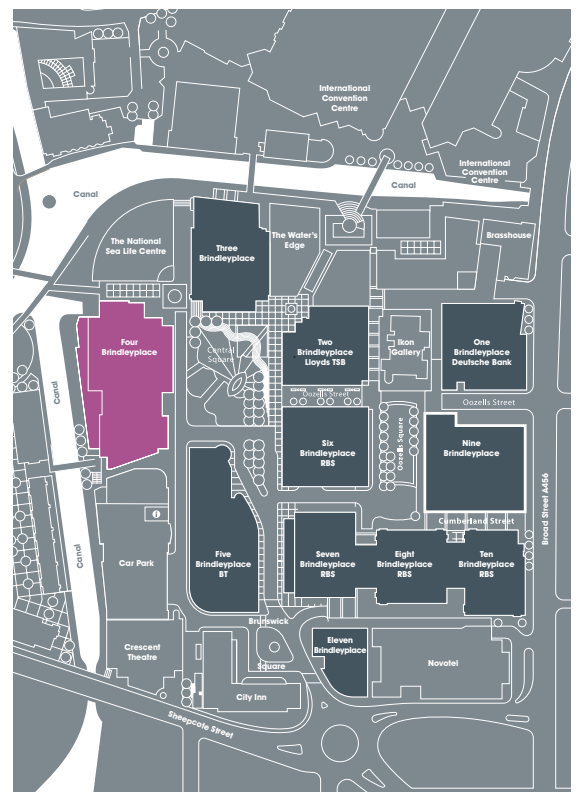 International
Convention
Centre
International
Convention
Centre
Canal
Canal
The National
Sea Life Centre
Three
Brindleyplace
The Water's
Edge
Brasshouse
Four
Brindleyplace
Central
Square
Two
Brindleyplace
Lloyds TSB
Ikon
Gallery
One
Brindleyplace
Deutsche Bank
Canal
Oozells Street
Oozells Street
Six
Brindleyplace
RBS
Oozells Square
Nine
Brindleyplace
Broad Street A456
Cumberland Street
i
Canal
Car Park
Five
Brindleyplace
BT
Seven
Brindleyplace
RBS
Eight
Brindleyplace
RBS
Ten
Brindleyplace
RBS
Brunswick
Square
Crescent
Theatre
Eleven
Brindleyplace
Novotel
City Inn
Sheepcote Street